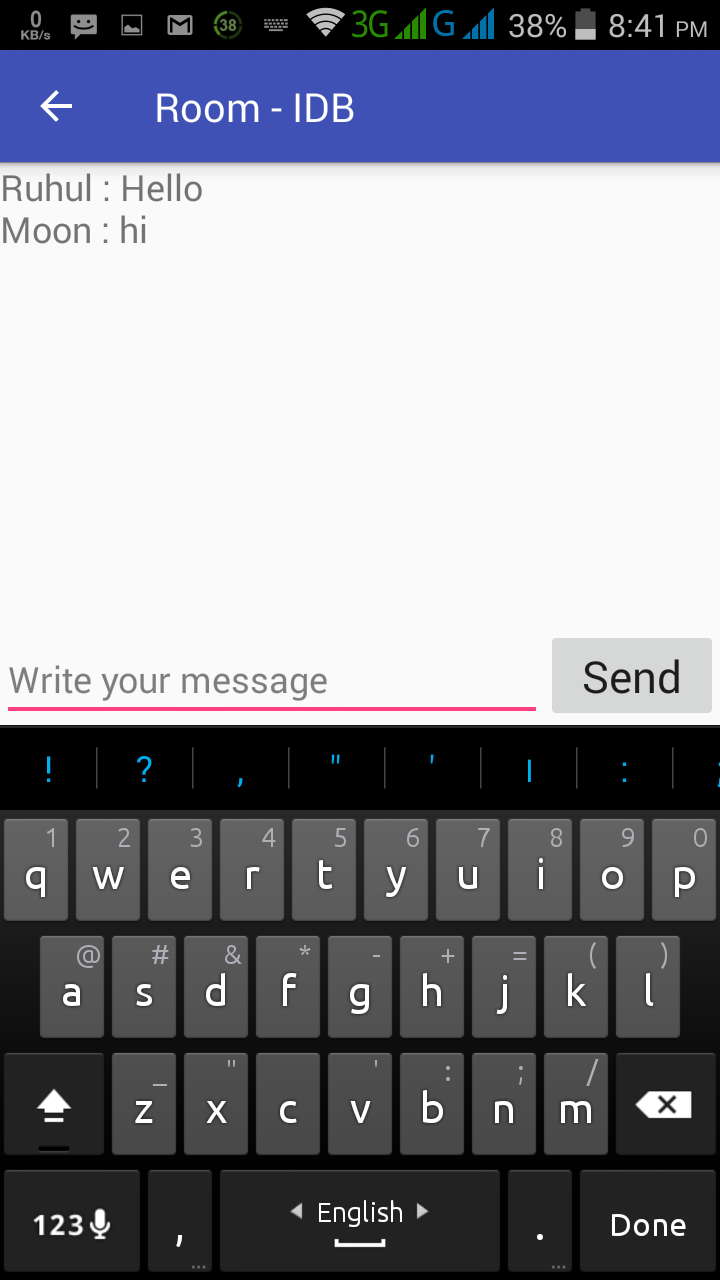 0 KB/s 38 3G G 38% 8:41 PM
Room - IDB
Ruhul : Hello
Moon : hi
Write your message
Send
! ? , " ' । : ;
1 2 3 4 5 6 7 8 9 0
q w e r t y u i o p
@ # & * - + = ( )
a s d f g h j k l
_ " ' : ; /
z x c v b n m
123 , English . Done